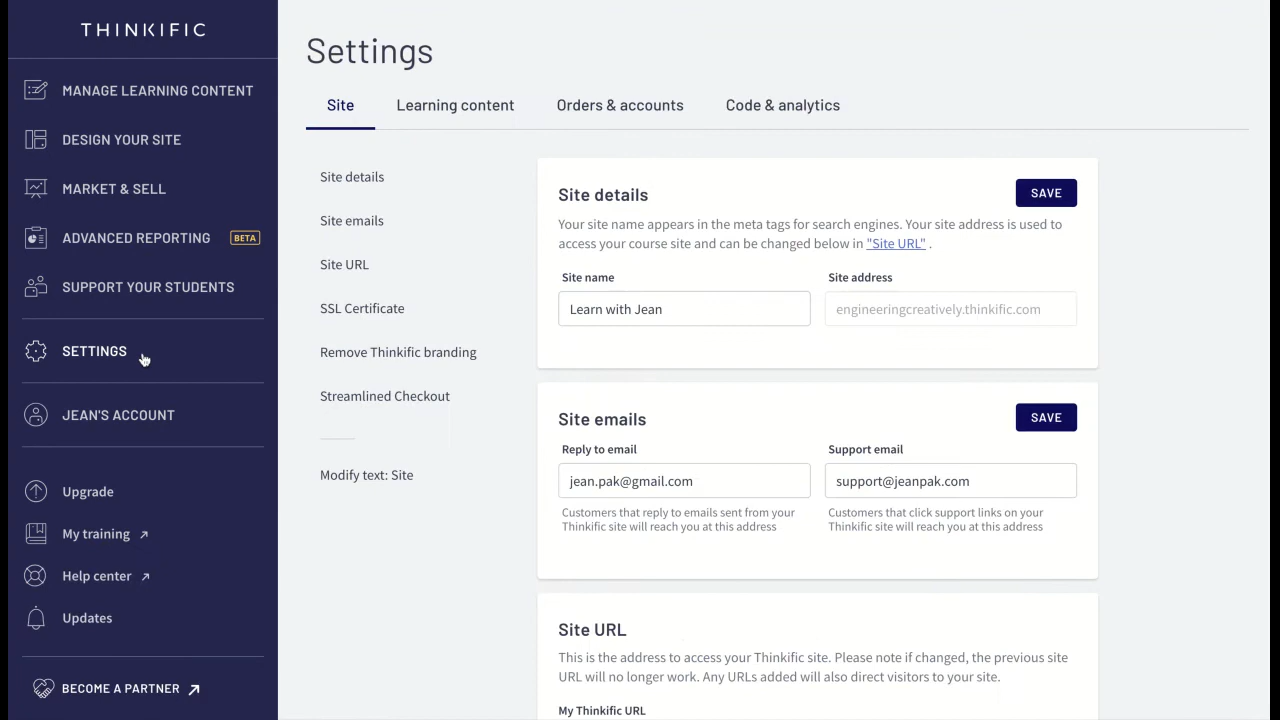 THINKIFIC
MANAGE LEARNING CONTENT
DESIGN YOUR SITE
MARKET & SELL
ADVANCED REPORTING BETA
SUPPORT YOUR STUDENTS
SETTINGS
JEAN'S ACCOUNT
Upgrade
My training
Help center
Updates
BECOME A PARTNER
Settings
Site
Learning content
Orders & accounts
Code & analytics
Site details
Site emails
Site URL
SSL Certificate
Remove Thinkific branding
Streamlined Checkout
Modify text: Site
Site details
SAVE
Your site name appears in the meta tags for search engines. Your site address is used to
access your course site and can be changed below in "Site URL" .
Site name
Learn with Jean
Site address
engineeringcreatively.thinkific.com
Site emails
SAVE
Reply to email
jean.pak@gmail.com
Customers that reply to emails sent from your
Thinkific site will reach you at this address
Support email
support@jeanpak.com
Customers that click support links on your
Thinkific site will reach you at this address
Site URL
This is the address to access your Thinkific site. Please note if changed, the previous site
URL will no longer work. Any URLs added will also direct visitors to your site.
My Thinkific URL